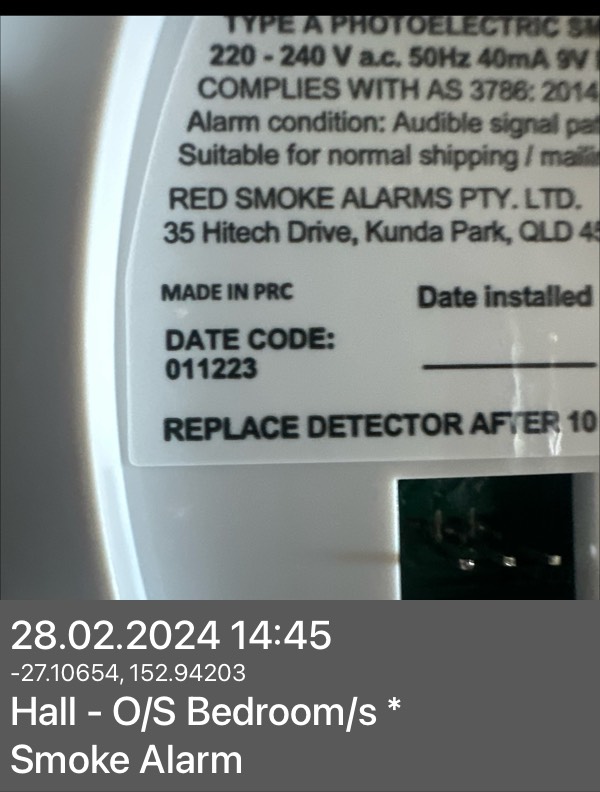 TYPE A PHOTOELECTRIC
220 - 240 V a.c. 50Hz 40mA 9V
COMPLIES WITH AS 3786: 2014
Alarm condition: Audible signal
Suitable for normal shipping /
RED SMOKE ALARMS PTY. LTD.
35 Hitech Drive, Kunda Park, QLD
MADE IN PRC
Date installed
DATE CODE:
011223
REPLACE DETECTOR AFTER 10
28.02.2024 14:45
-27.10654, 152.94203
Hall - O/S Bedroom/s *
Smoke Alarm